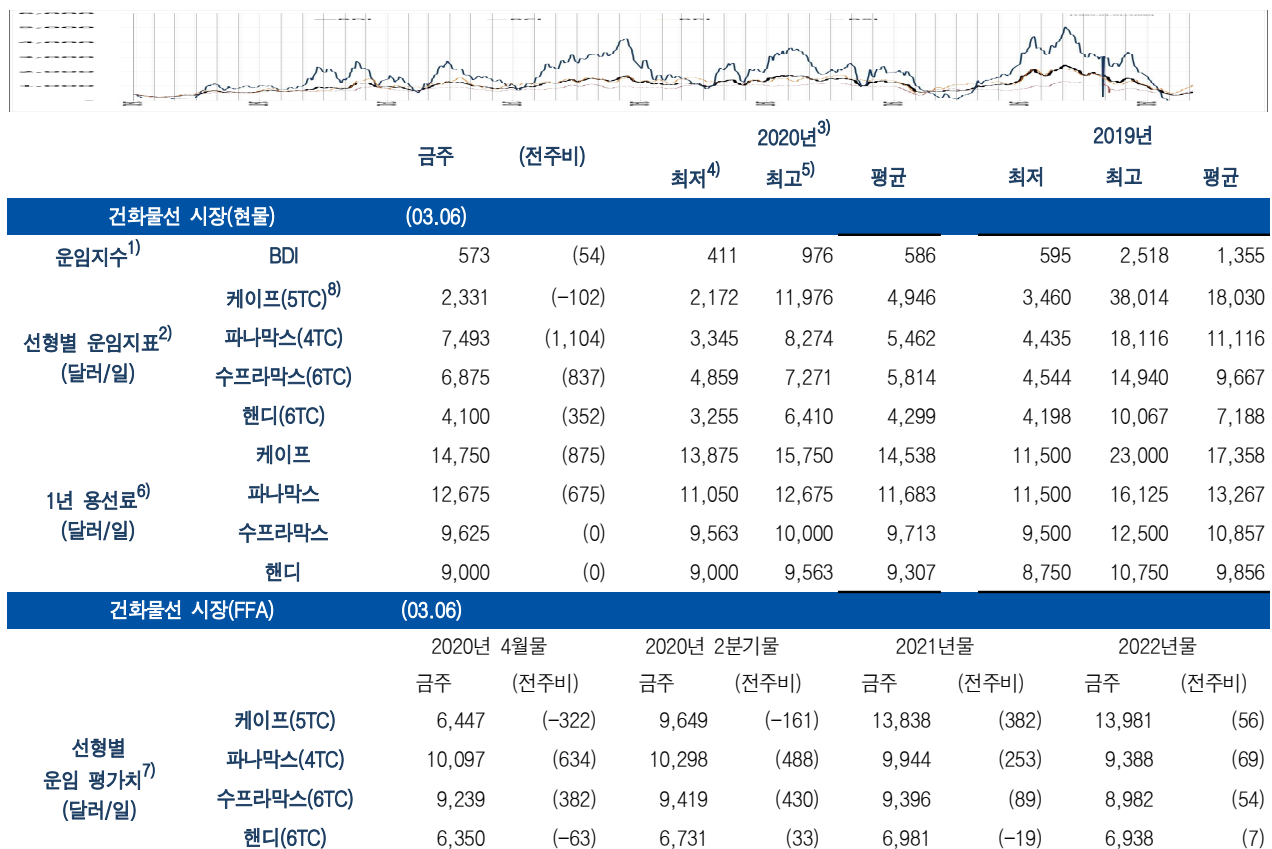 금주 (전주비) 2020년3) 2019년
최저4) 최고5) 평균 최저 최고 평균
건화물선 시장(현물) (03.06)
운임지수1) BDI 573 (54) 411 976 586 595 2,518 1,355
선형별 운임지표2) (달러/일)
케이프(5TC)8) 2,331 (-102) 2,172 11,976 4,946 3,460 38,014 18,030
파나막스(4TC) 7,493 (1,104) 3,345 8,274 5,462 4,435 18,116 11,116
수프라막스(6TC) 6,875 (837) 4,859 7,271 5,814 4,544 14,940 9,667
핸디(6TC) 4,100 (352) 3,255 6,410 4,299 4,198 10,067 7,188
1년 용선료6) (달러/일)
케이프 14,750 (875) 13,875 15,750 14,538 11,500 23,000 17,358
파나막스 12,675 (675) 11,050 12,675 11,683 11,500 16,125 13,267
수프라막스 9,625 (0) 9,563 10,000 9,713 9,500 12,500 10,857
핸디 9,000 (0) 9,000 9,563 9,307 8,750 10,750 9,856
건화물선 시장(FFA) (03.06)
2020년 4월물 2020년 2분기물 2021년물 2022년물
금주 (전주비) 금주 (전주비) 금주 (전주비) 금주 (전주비)
선형별
운임 평가치7)
(달러/일)
케이프(5TC) 6,447 (-322) 9,649 (-161) 13,838 (382) 13,981 (56)
파나막스(4TC) 10,097 (634) 10,298 (488) 9,944 (253) 9,388 (69)
수프라막스(6TC) 9,239 (382) 9,419 (430) 9,396 (89) 8,982 (54)
핸디(6TC) 6,350 (-63) 6,731 (33) 6,981 (-19) 6,938 (7)